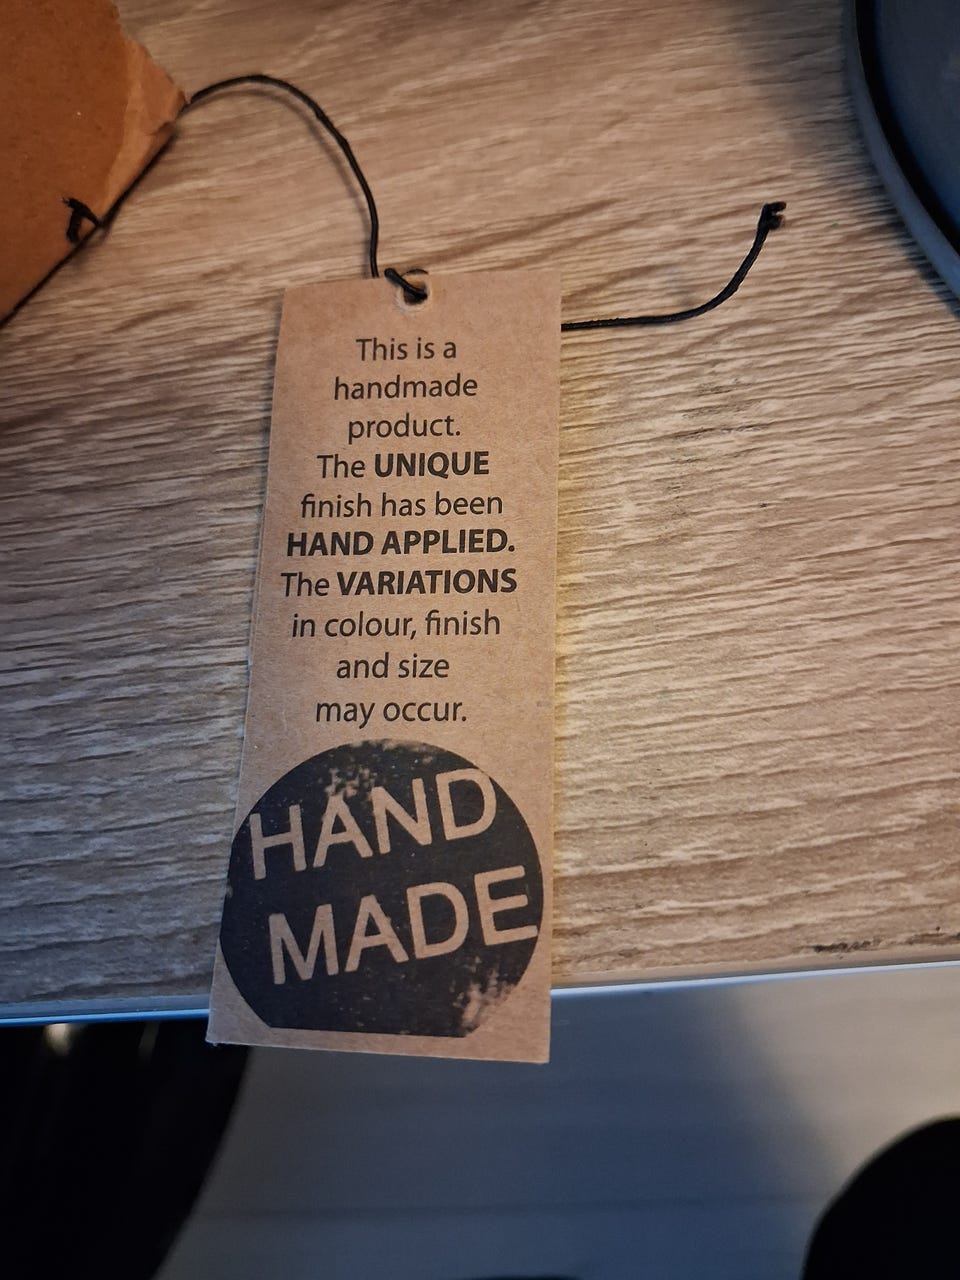 This is a
handmade
product.
The UNIQUE
finish has been
HAND APPLIED.
The VARIATIONS
in colour, finish
and size
may occur.
HAND
MADE